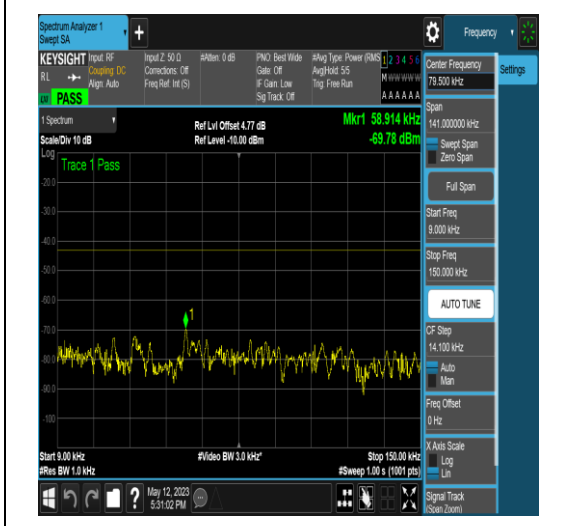 Spectrum Analyzer 1
Swept SA
+
Frequency
KEYSIGHT
Input: RF
Coupling: DC
Align: Auto
Input Z: 50 Ω
Corrections: Off
Freq Ref: Int (S)
#Atten: 0 dB
PNO: Best Wide
Gate: Off
IF Gain: Low
Sig Track: Off
#Avg Type: Power (RMS
Avg|Hold: 5/5
Trig: Free Run
1 2 3 4 5 6
M W W W W W
A A A A A A
RL
PASS
1 Spectrum
Scale/Div 10 dB
Ref Lvl Offset 4.77 dB
Ref Level -10.00 dBm
Mkr1 58.914 kHz
-69.78 dBm
Log
Trace 1 Pass
-20.0
-30.0
-40.0
-50.0
-60.0
-70.0
-80.0
-90.0
-100
1
Start 9.00 kHz
#Res BW 1.0 kHz
#Video BW 3.0 kHz*
Stop 150.00 kHz
#Sweep 1.00 s (1001 pts)
May 12, 2023
5:31:02 PM
?
Settings
Center Frequency
79.500 kHz
Span
141.000000 kHz
Swept Span
Zero Span
Full Span
Start Freq
9.000 kHz
Stop Freq
150.000 kHz
AUTO TUNE
CF Step
14.100 kHz
Auto
Man
Freq Offset
0 Hz
X Axis Scale
Log
Lin
Signal Track
(Span Zoom)